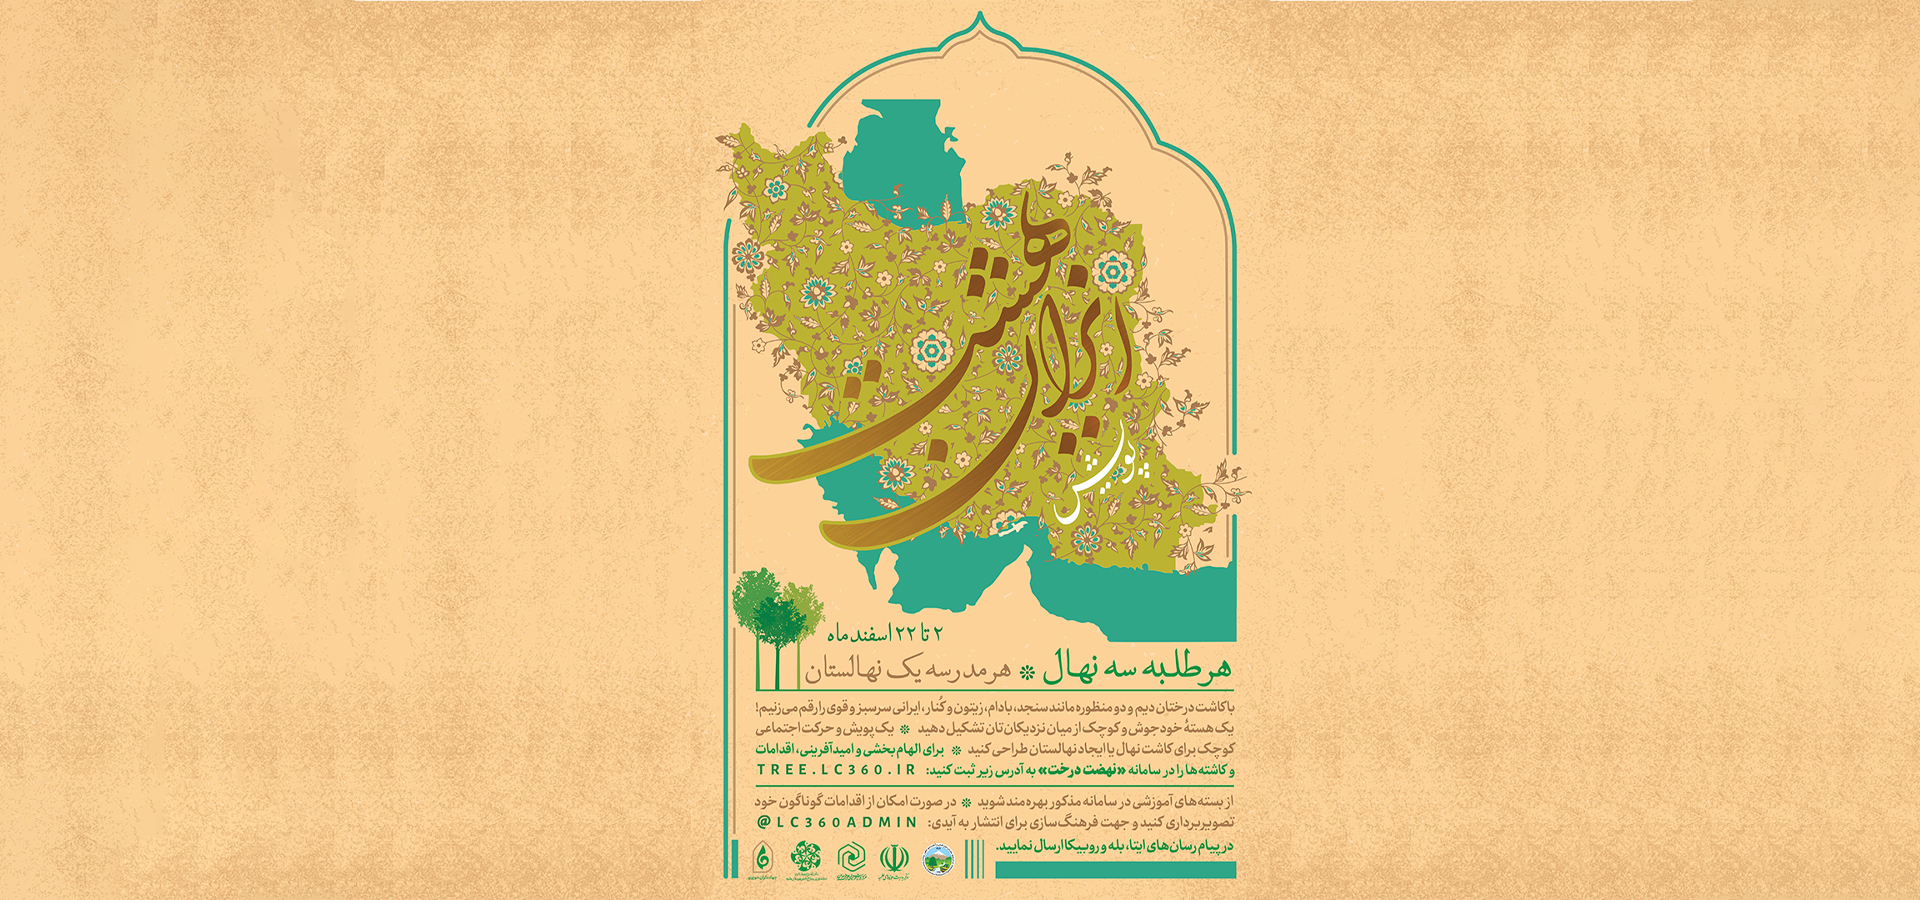 پویش
ایران بهشت
۲ تا ۲۲ اسفندماه
هر طلبه سه نهال ❊ هر مدرسه یک نهالستان
با کاشت درختان دیم و دو منظوره مانند سنجد، بادام، زیتون و کُنار، ایرانی سرسبز و قوی را رقم می‌زنیم!
یک هستهٔ خودجوش و کوچک از میان نزدیکان‌تان تشکیل دهید ❊ یک پویش و حرکت اجتماعی
کوچک برای کاشت نهال یا ایجاد نهالستان طراحی کنید ❊ برای الهام‌بخشی و امیدآفرینی، اقدامات
و کاشته‌ها را در سامانه «نهضت درخت» به آدرس زیر ثبت کنید: TREE.LC360.IR
از بسته‌های آموزشی در سامانه مذکور بهره‌مند شوید ❊ در صورت امکان از اقدامات گوناگون خود
تصویربرداری کنید و جهت فرهنگ‌سازی برای انتشار به آیدی: @LC360ADMIN
در پیام‌رسان‌های ایتا، بله و روبیکا ارسال نمایید.